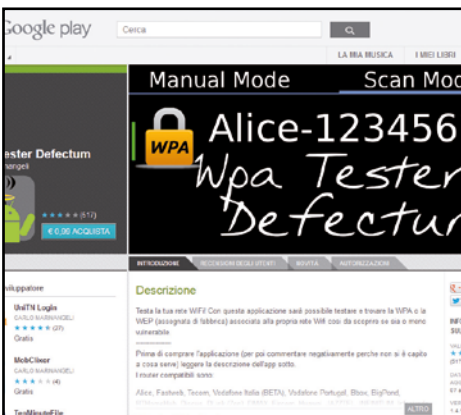 Google play
Cerca
LA MIA MUSICA I MIEI LIBRI
Manual Mode Scan Mod
WPA
Alice-123456
Wpa Tester
Defectum
ester Defectum
(517)
€ 0,99 ACQUISTA
INTRODUZIONE RECENSIONI DEGLI UTENTI NOVITÀ AUTORIZZAZIONI
Descrizione
Testa la tua rete WiFi! Con questa applicazione sarà possibile testare e trovare la WPA o la
WEP (assegnata di fabbrica) associata alla propria rete Wifi così da scoprire se sia o meno
vulnerabile.
Prima di comprare l'applicazione (per poi commentare negativamente perche non si è capito
a cosa serve) leggere la descrizione dell'app sotto.
I router compatibili sono:
Alice, Fastweb, Tecom, Vodafone Italia (BETA), Vodafone Portugal, Bbox, BigPond,
ALTRO
viluppatore
UniTN Login
CARLO MARINANGELI
(27)
Gratis
MobClixer
CARLO MARINANGELI
(4)
Gratis
TenMinuteFile